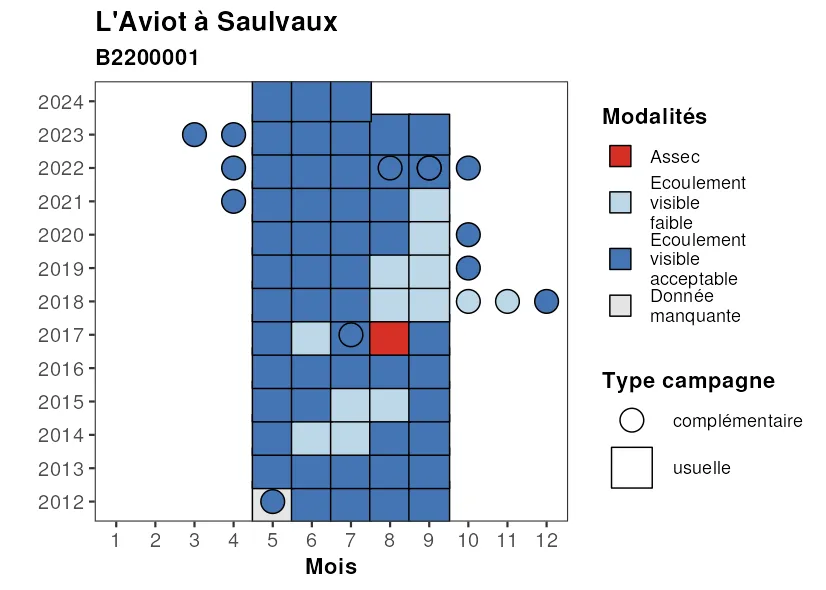 L'Aviot à Saulvaux
B2200001
2024
2023
2022
2021
2020
2019
2018
2017
2016
2015
2014
2013
2012
1 2 3 4 5 6 7 8 9 10 11 12
Mois
Modalités
Assec
Ecoulement
visible
faible
Ecoulement
visible
acceptable
Donnée
manquante
Type campagne
complémentaire
usuelle